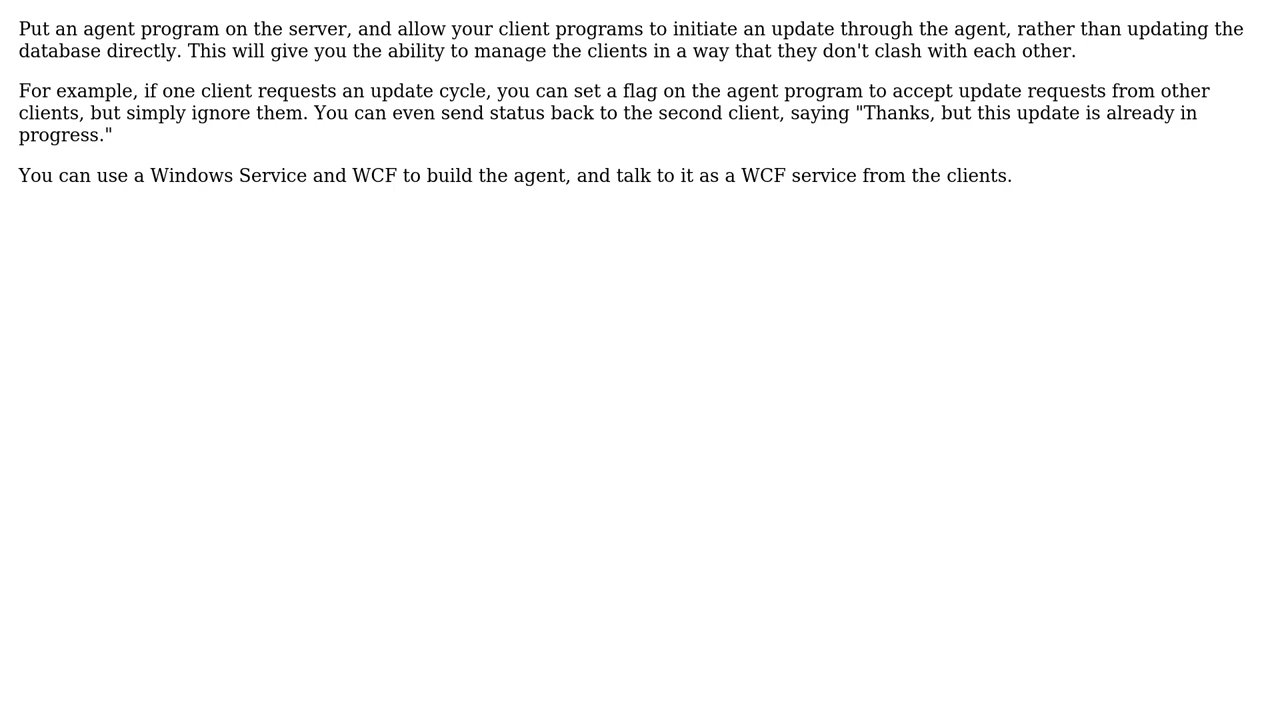 Put an agent program on the server, and allow your client programs to initiate an update through the agent, rather than updating the
database directly. This will give you the ability to manage the clients in a way that they don't clash with each other.
For example, if one client requests an update cycle, you can set a flag on the agent program to accept update requests from other
clients, but simply ignore them. You can even send status back to the second client, saying "Thanks, but this update is already in
progress."
You can use a Windows Service and WCF to build the agent, and talk to it as a WCF service from the clients.